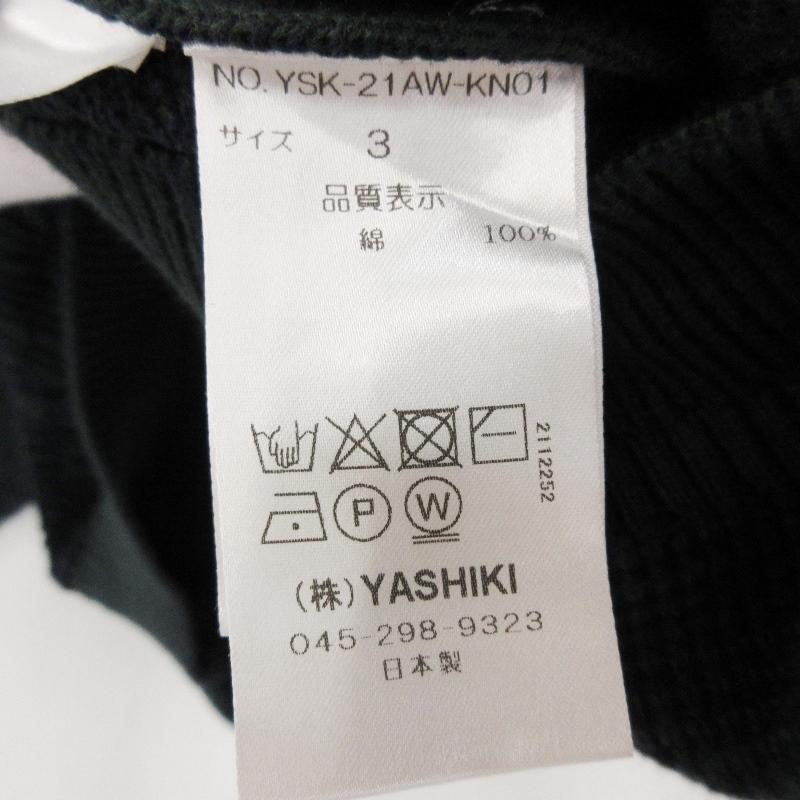 NO. YSK-21AW-KN01
サイズ 3
品質表示
綿 100%
2112252
P W
(株) YASHIKI
045-298-9323
日本製